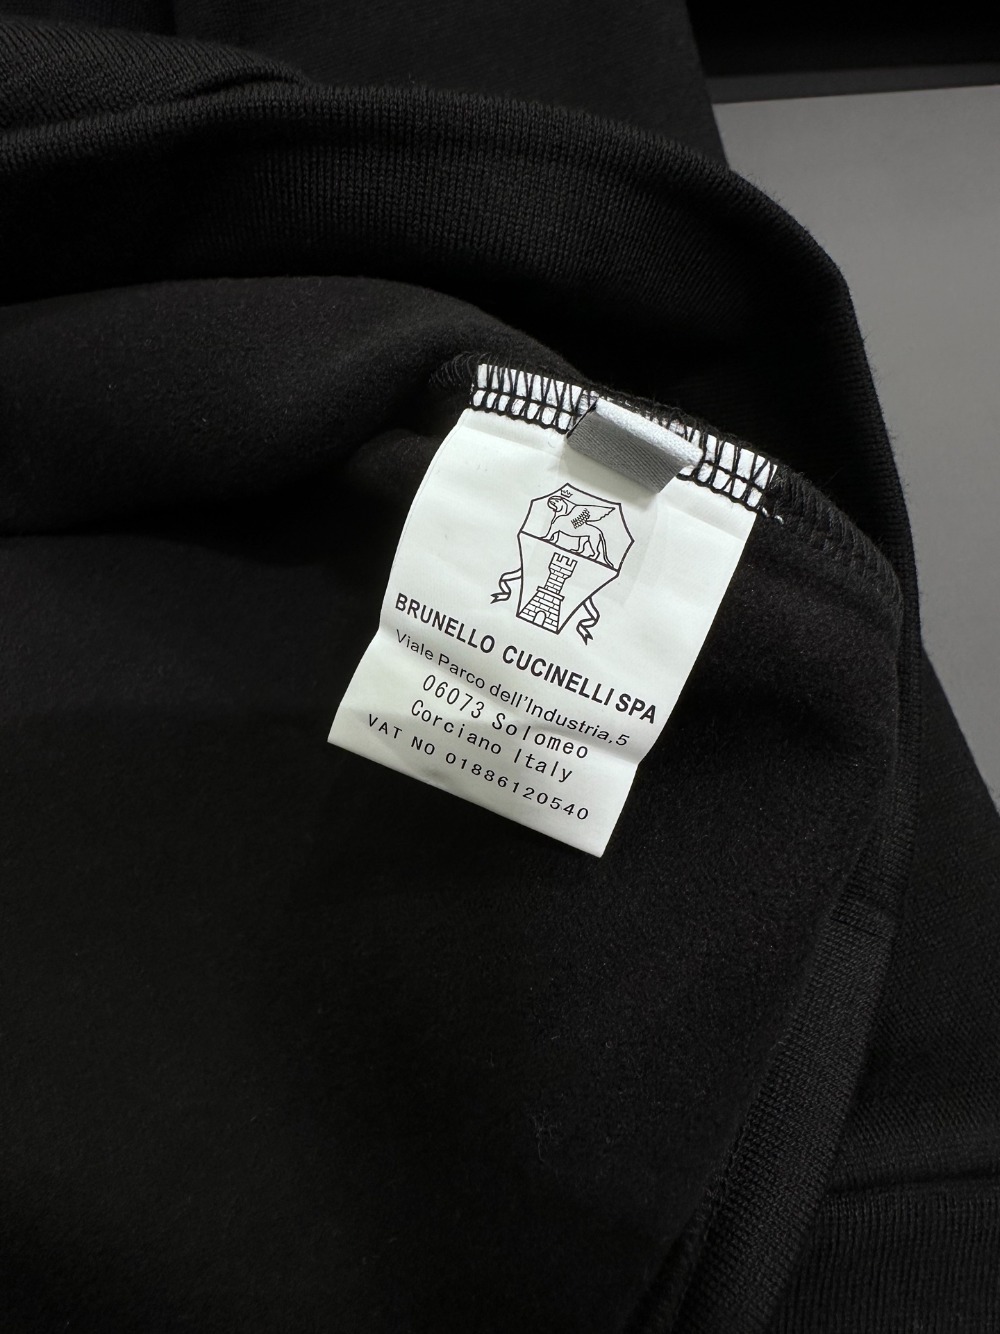 BRUNELLO CUCINELLI SPA
Viale Parco dell'Industria,5
06073 Solomeo
Corciano Italy
VAT NO 01886120540